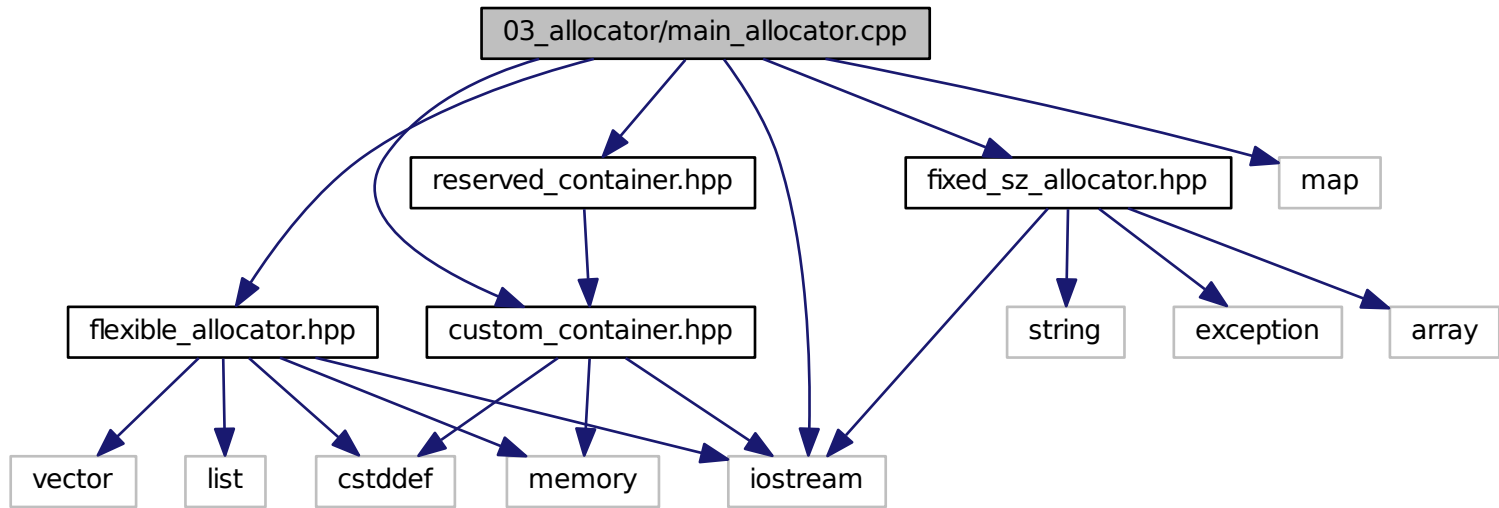 03_allocator/main_allocator.cpp
reserved_container.hpp
fixed_sz_allocator.hpp
map
flexible_allocator.hpp
custom_container.hpp
string
exception
array
vector
list
cstddef
memory
iostream